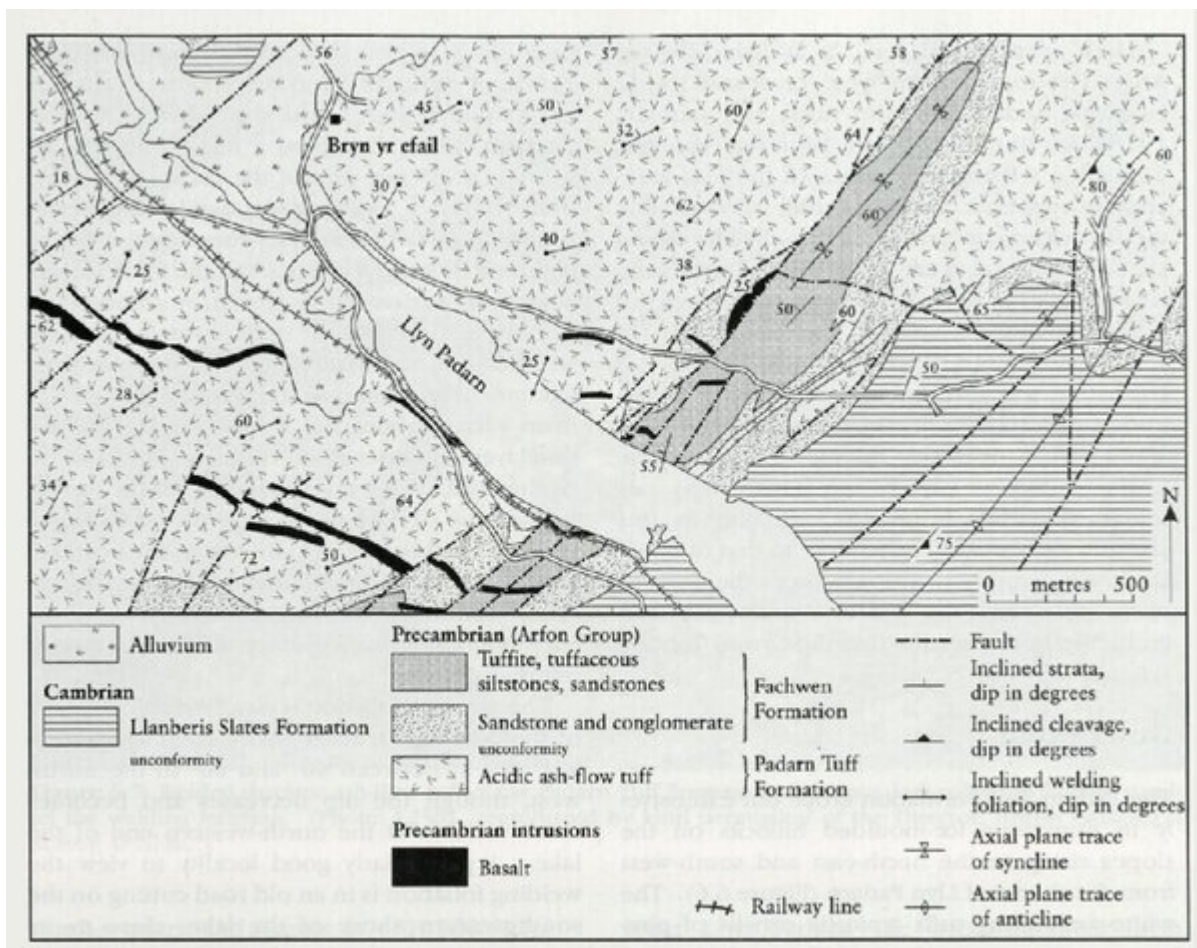 56
57
58
45
50
60
32
64
60
Bryn yr efail
80
18
30
62
60
40
38
25
25
50
60
65
62
Llyn Padarn
25
50
28
60
55
34
64
N
75
72
50
0 metres 500
Alluvium
Cambrian
Llanberis Slates Formation
unconformity
Precambrian (Arfon Group)
Tuffite, tuffaceous
siltstones, sandstones
Sandstone and conglomerate
unconformity
Acidic ash-flow tuff
Fachwen
Formation
Padarn Tuff
Formation
Precambrian intrusions
Basalt
Fault
Inclined strata,
dip in degrees
Inclined cleavage,
dip in degrees
Inclined welding
foliation, dip in degrees
Axial plane trace
of syncline
Axial plane trace
of anticline
Railway line